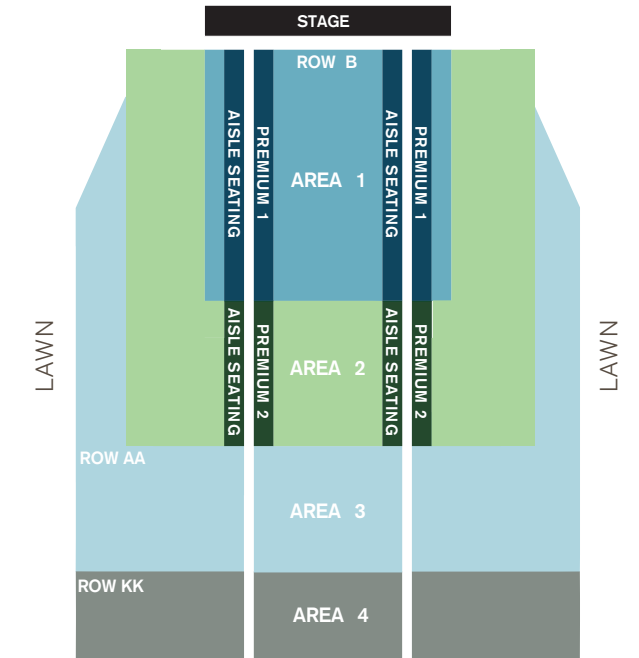 STAGE
ROW B
AISLE SEATING
PREMIUM 1
AREA 1
AISLE SEATING
PREMIUM 1
LAWN
AISLE SEATING
PREMIUM 2
AREA 2
AISLE SEATING
PREMIUM 2
LAWN
ROW AA
AREA 3
ROW KK
AREA 4